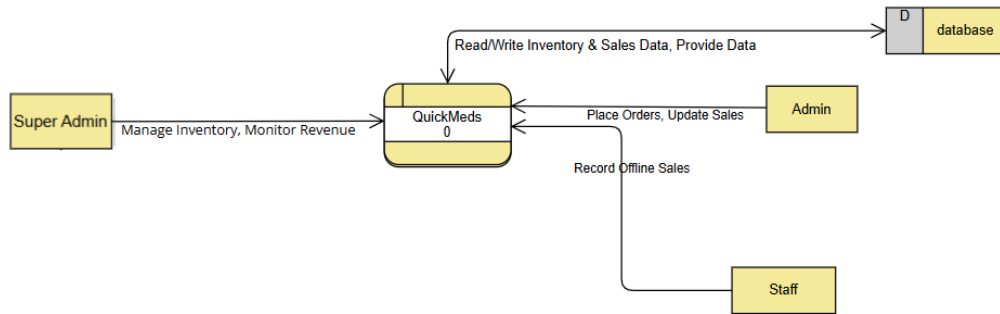 D
database
Read/Write Inventory & Sales Data, Provide Data
Super Admin
Manage Inventory, Monitor Revenue
QuickMeds
0
Place Orders, Update Sales
Admin
Record Offline Sales
Staff